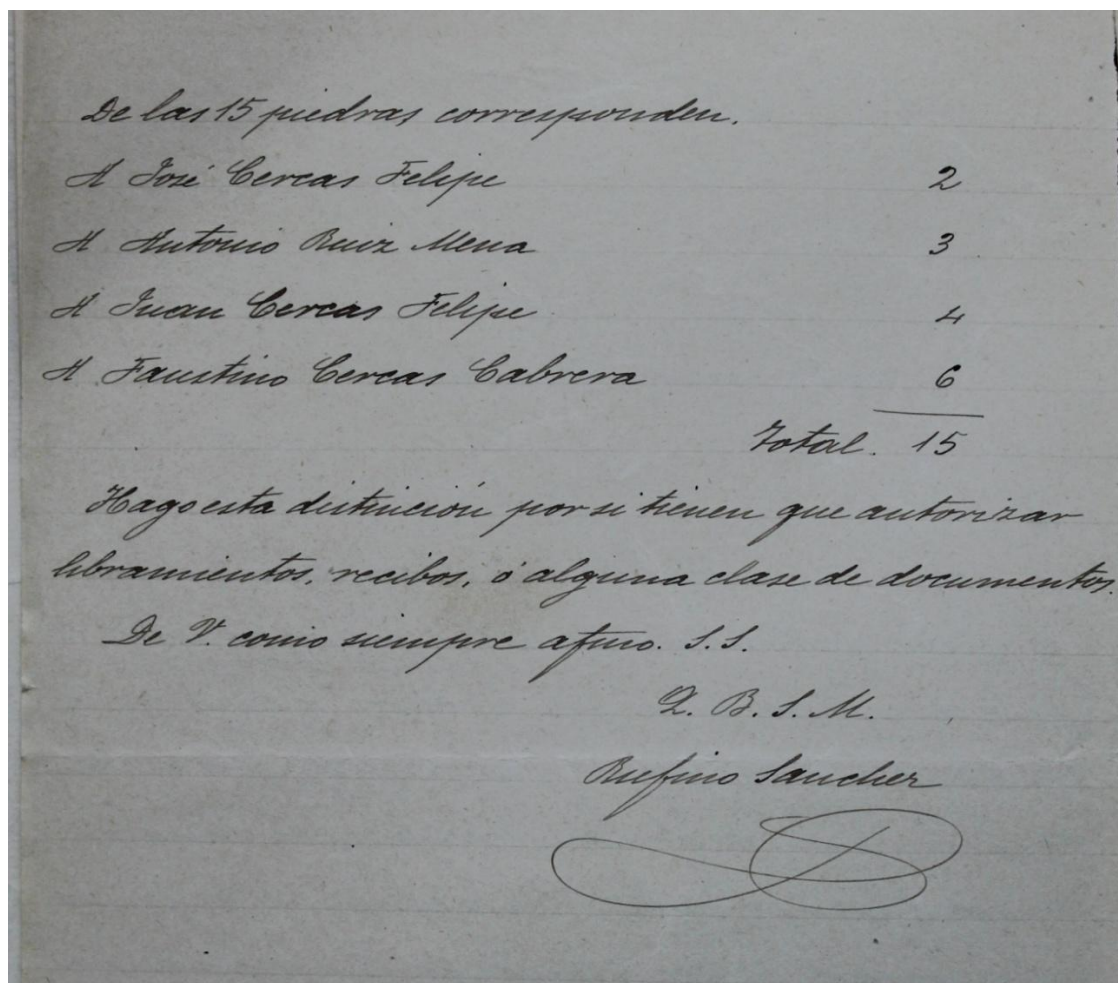 De las 15 piedras corresponden.
A José Cercas Felipe 2
A Antonio Ruiz Mena 3
A Juan Cercas Felipe 4
A Faustino Cercas Cabrera 6
Total. 15
Hago esta distinción por si tienen que autorizar
libramientos, recibos, ó alguna clase de documentos.
De V. como siempre afmo. S.S.
Q. B. S. M.
Rufino Sanchez